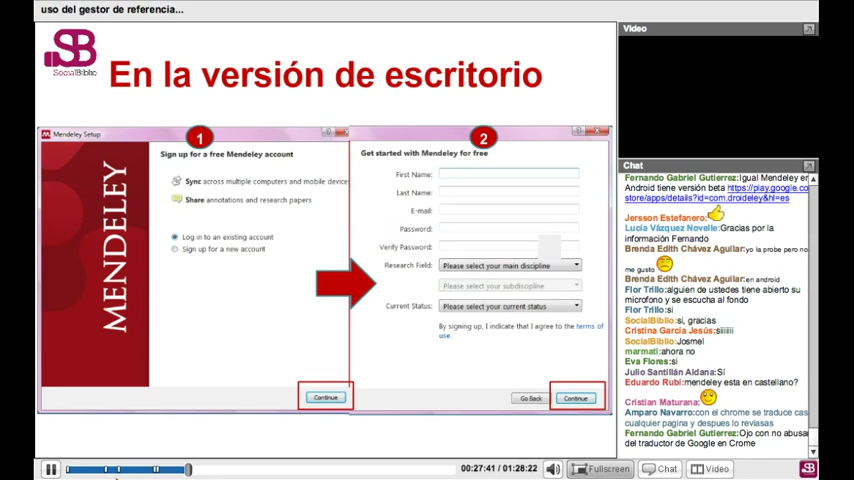 uso del gestor de referencia...
SB
SocialBiblio
En la versión de escritorio
Mendeley Setup
1
Sign up for a free Mendeley account
Sync across multiple computers and mobile device
Share annotations and research papers
Log in to an existing account
Sign up for a new account
MENDELEY
Continue
2
Get started with Mendeley for free
First Name:
Last Name:
E-mail:
Password:
Verify Password:
Research Field: Please select your main discipline
Please select your subdiscipline
Current Status: Please select your current status
By signing up, I indicate that I agree to the terms of
use.
Go Back
Continue
Video
Chat
Fernando Gabriel Gutierrez:Igual Mendeley en
Android tiene versión beta https://play.google.co
store/apps/details?id=com.droideley&hl=es
Jersson Estefanero:
Lucía Vázquez Novelle:Gracias por la
información Fernando
Brenda Edith Chávez Aguilar:yo la probe pero no
me gusto
Brenda Edith Chávez Aguilar:en android
Flor Trillo:alguien de ustedes tiene abierto su
microfono y se escucha al fondo
Flor Trillo:si
SocialBiblio:si, gracias
Cristina García Jesús:siiiiii
SocialBiblio:Josmel
marmati:ahora no
Eva Flores:si
Julio Santillán Aldana:Sí
Eduardo Rubi:mendeley esta en castellano?
Cristian Maturana:
Amparo Navarro:con el chrome se traduce cas
cualquier pagina y despues lo reviasas
Fernando Gabriel Gutierrez:Ojo con no abusa
del traductor de Google en Crome
00:27:41 / 01:28:22
Fullscreen
Chat
Video
SB